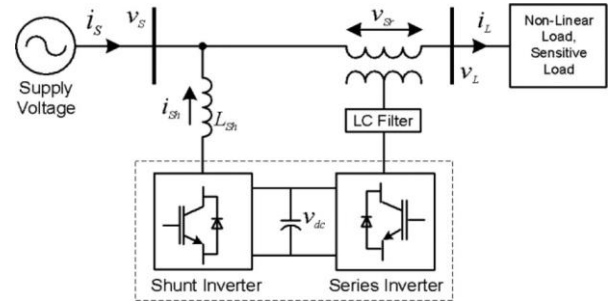 i_S
v_S
v_Sr
i_L
v_L
Non-Linear
Load,
Sensitive
Load
Supply
Voltage
i_Sh
L_Sh
LC Filter
v_dc
Shunt Inverter
Series Inverter